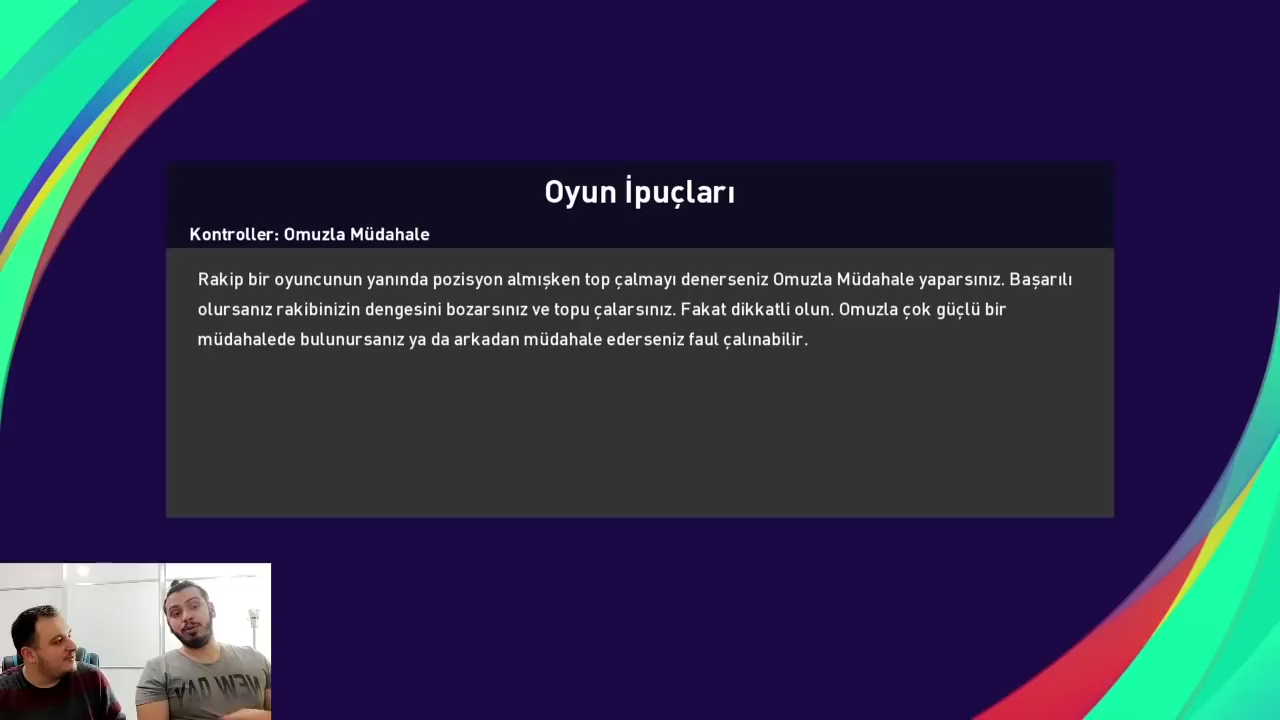 Oyun İpuçları
Kontroller: Omuzla Müdahale
Rakip bir oyuncunun yanında pozisyon almışken top çalmayı denerseniz Omuzla Müdahale yaparsınız. Başarılı
olursanız rakibinizin dengesini bozarsınız ve topu çalarsınız. Fakat dikkatli olun. Omuzla çok güçlü bir
müdahalede bulunursanız ya da arkadan müdahale ederseniz faul çalınabilir.
NEW DAY